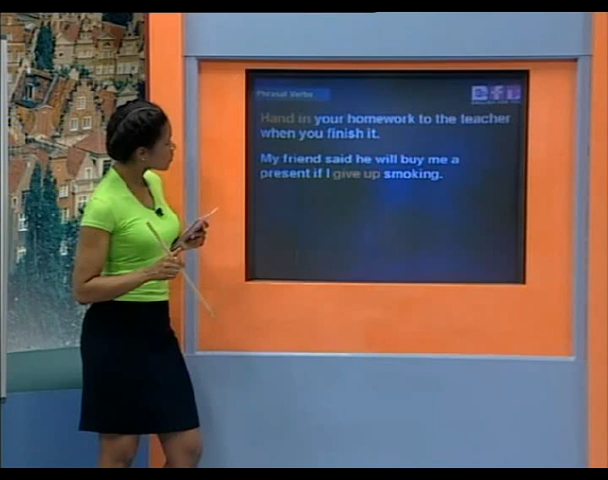 Phrasal Verbs
EFL
Hand in your homework to the teacher
when you finish it.
My friend said he will buy me a
present if I give up smoking.